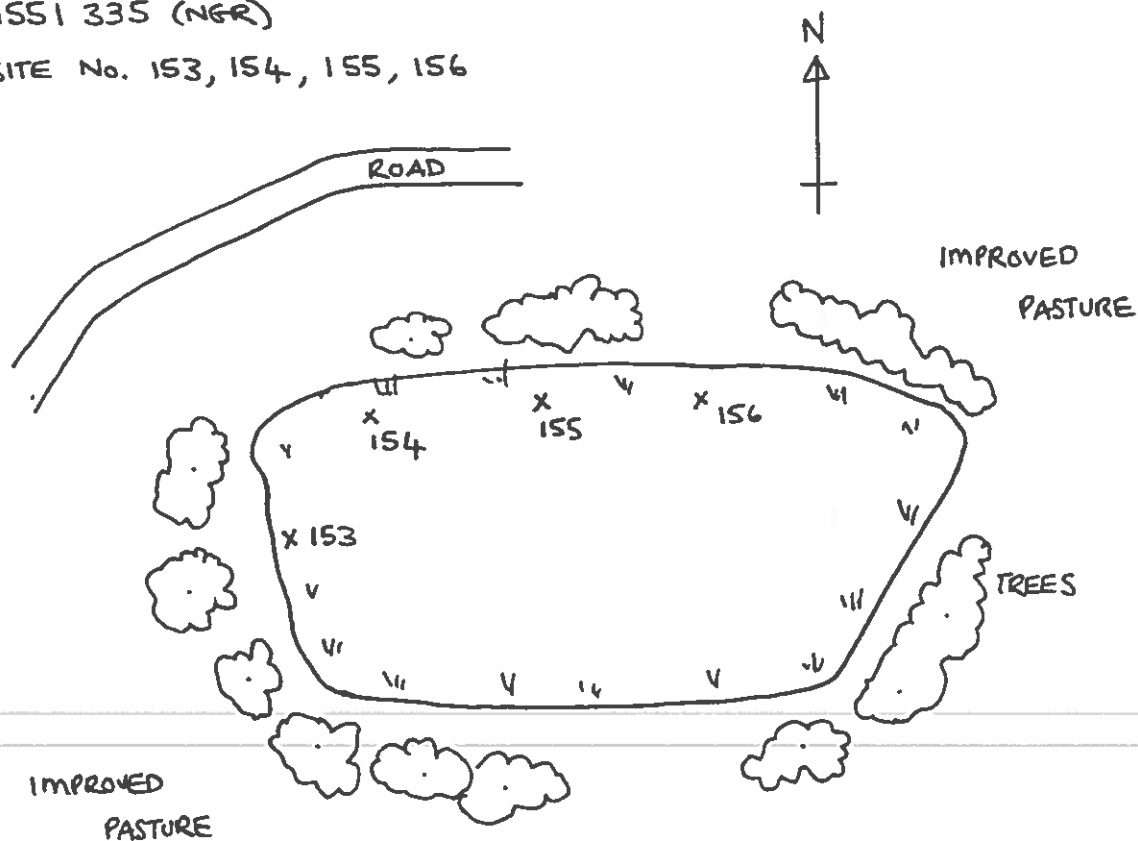 551 335 (NGR)
SITE No. 153, 154, 155, 156
N
ROAD
IMPROVED
PASTURE
154
155
156
153
TREES
IMPROVED
PASTURE